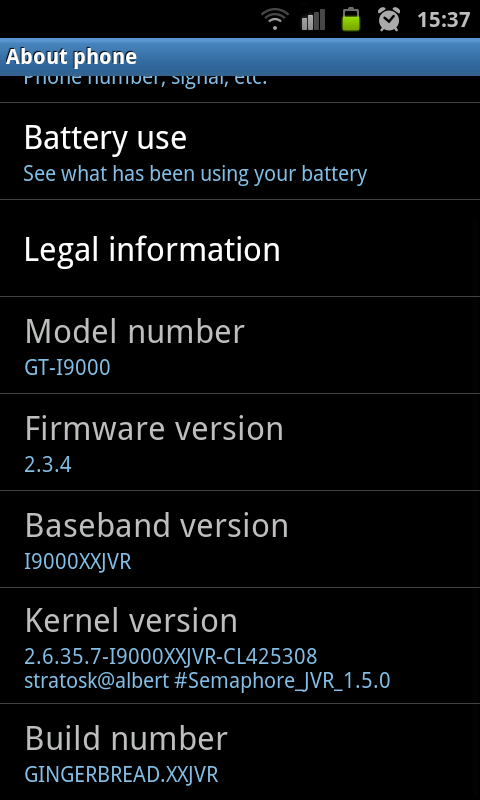 15:37
About phone
Phone number, signal, etc.
Battery use
See what has been using your battery
Legal information
Model number
GT-I9000
Firmware version
2.3.4
Baseband version
I9000XXJVR
Kernel version
2.6.35.7-I9000XXJVR-CL425308
stratosk@albert #Semaphore_JVR_1.5.0
Build number
GINGERBREAD.XXJVR